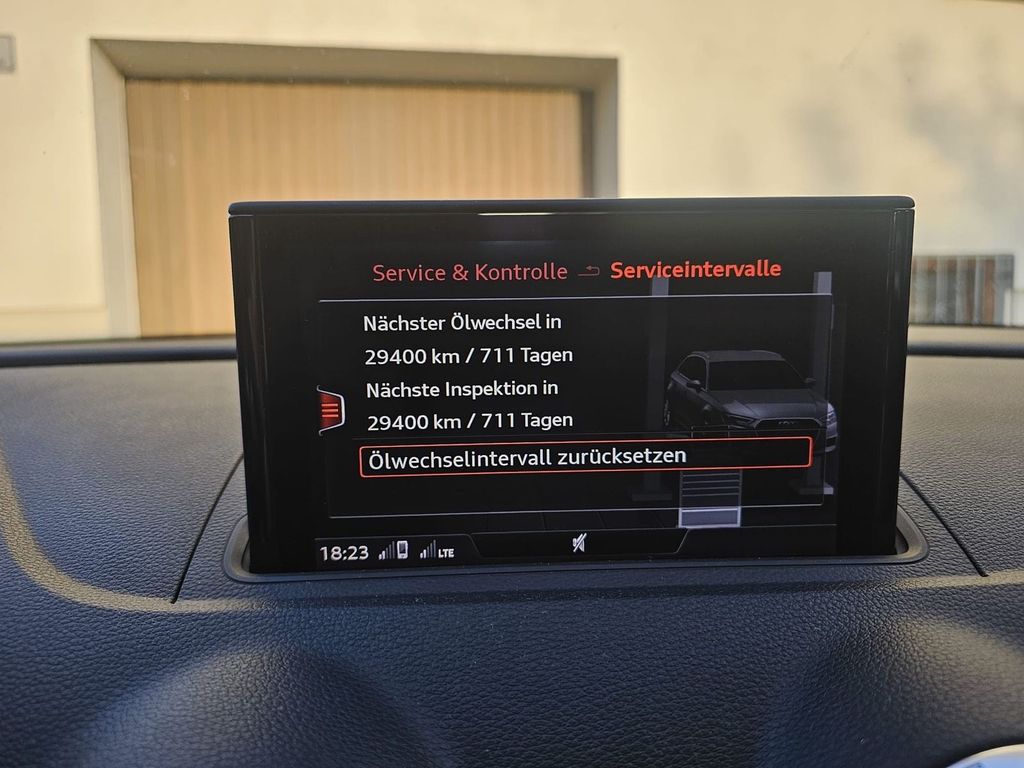 Service & Kontrolle Serviceintervalle
Nächster Ölwechsel in
29400 km / 711 Tagen
Nächste Inspektion in
29400 km / 711 Tagen
Ölwechselintervall zurücksetzen
18:23 LTE